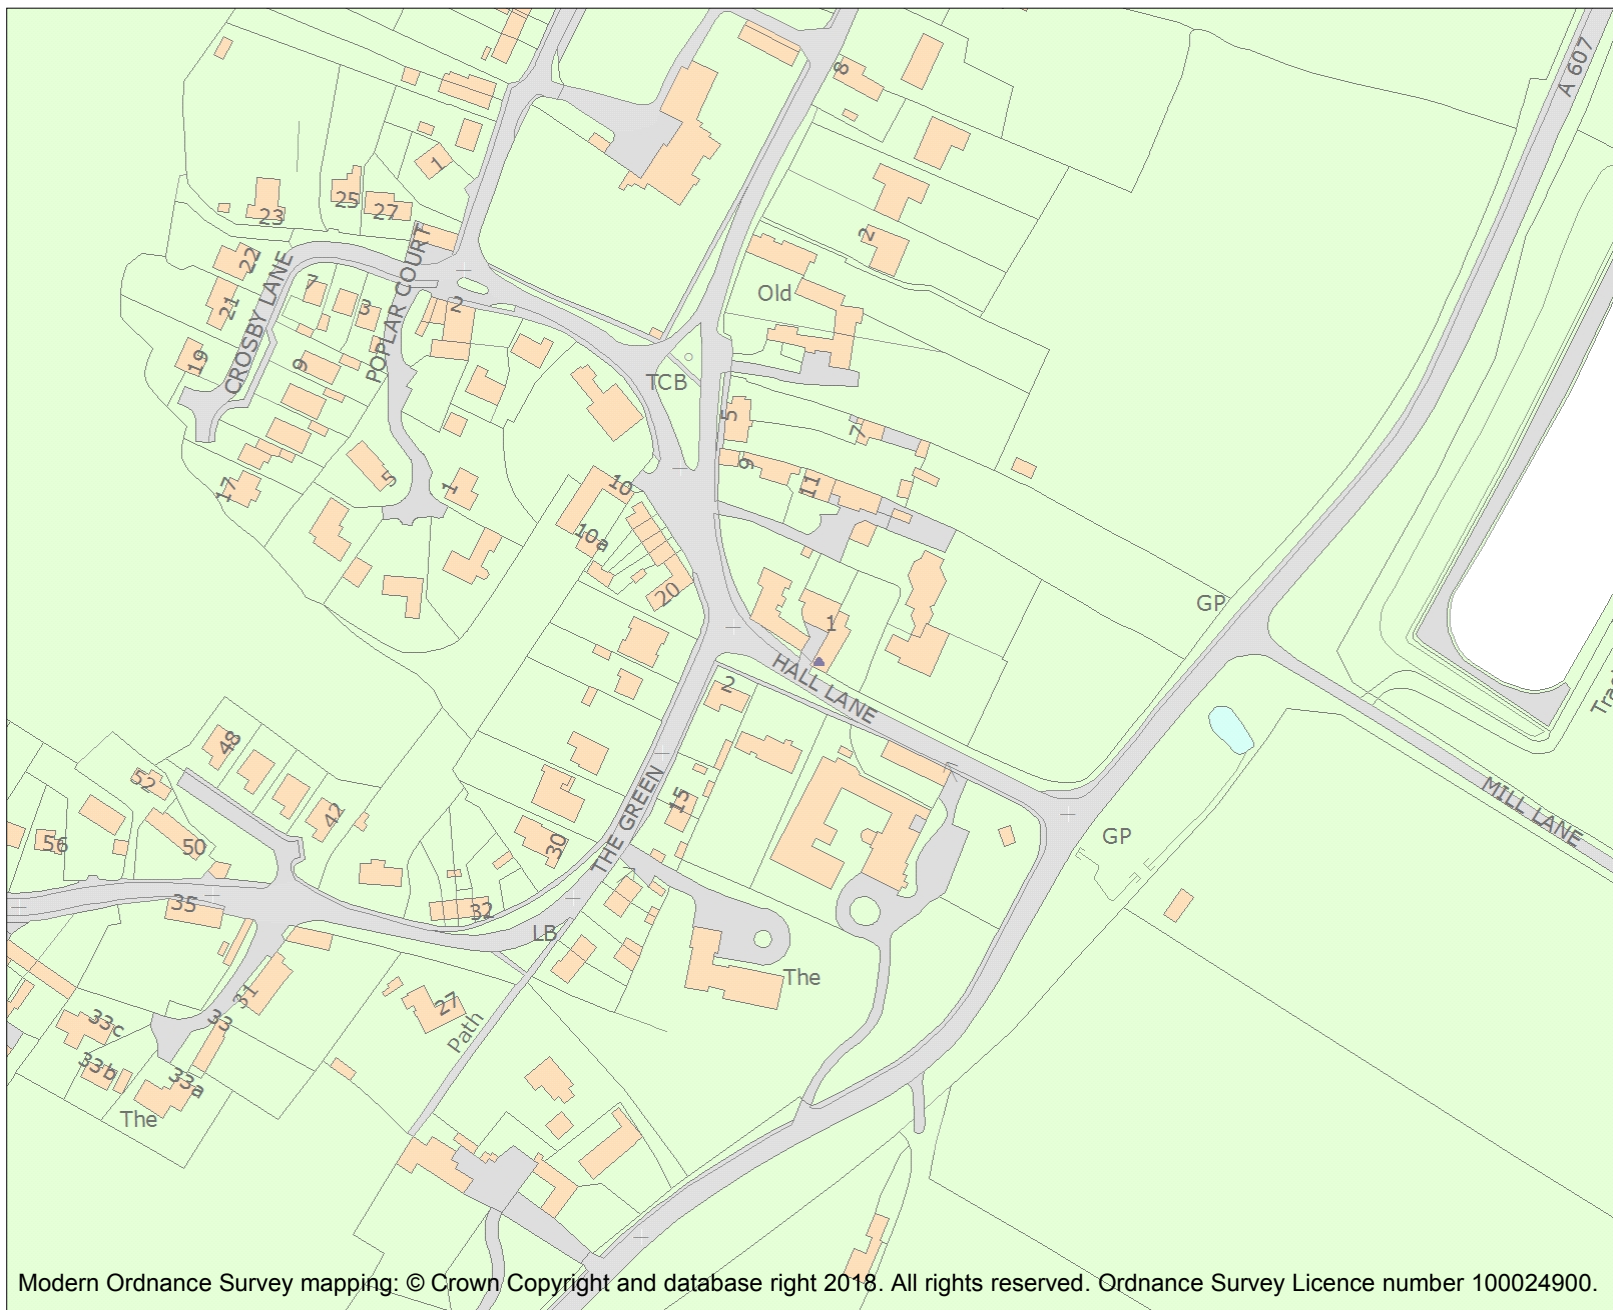 A 607
8
1
25
27
23
2
22
CROSBY LANE
POPLAR COURT
7
3
2
21
Old
19
9
TCB
5
7
9
11
17
5
1
10
10a
20
GP
1
HALL LANE
2
48
52
42
15
THE GREEN
MILL LANE
56
50
30
GP
35
32
LB
The
31
27
33
33c
Path
33b
33a
The
Modern Ordnance Survey mapping: © Crown Copyright and database right 2018. All rights reserved. Ordnance Survey Licence number 100024900.